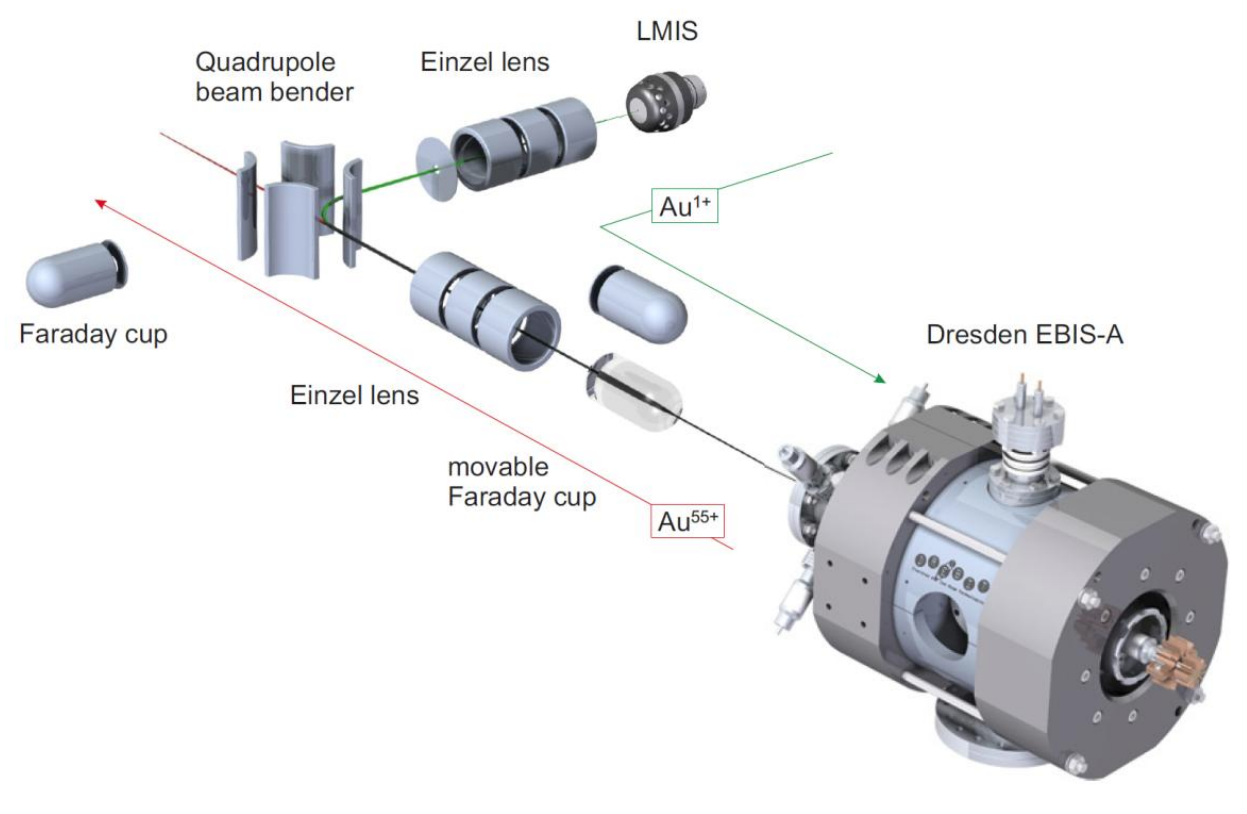 LMIS
Quadrupole
beam bender
Einzel lens
Au¹⁺
Faraday cup
Dresden EBIS-A
Einzel lens
movable
Faraday cup
Au⁵⁵⁺